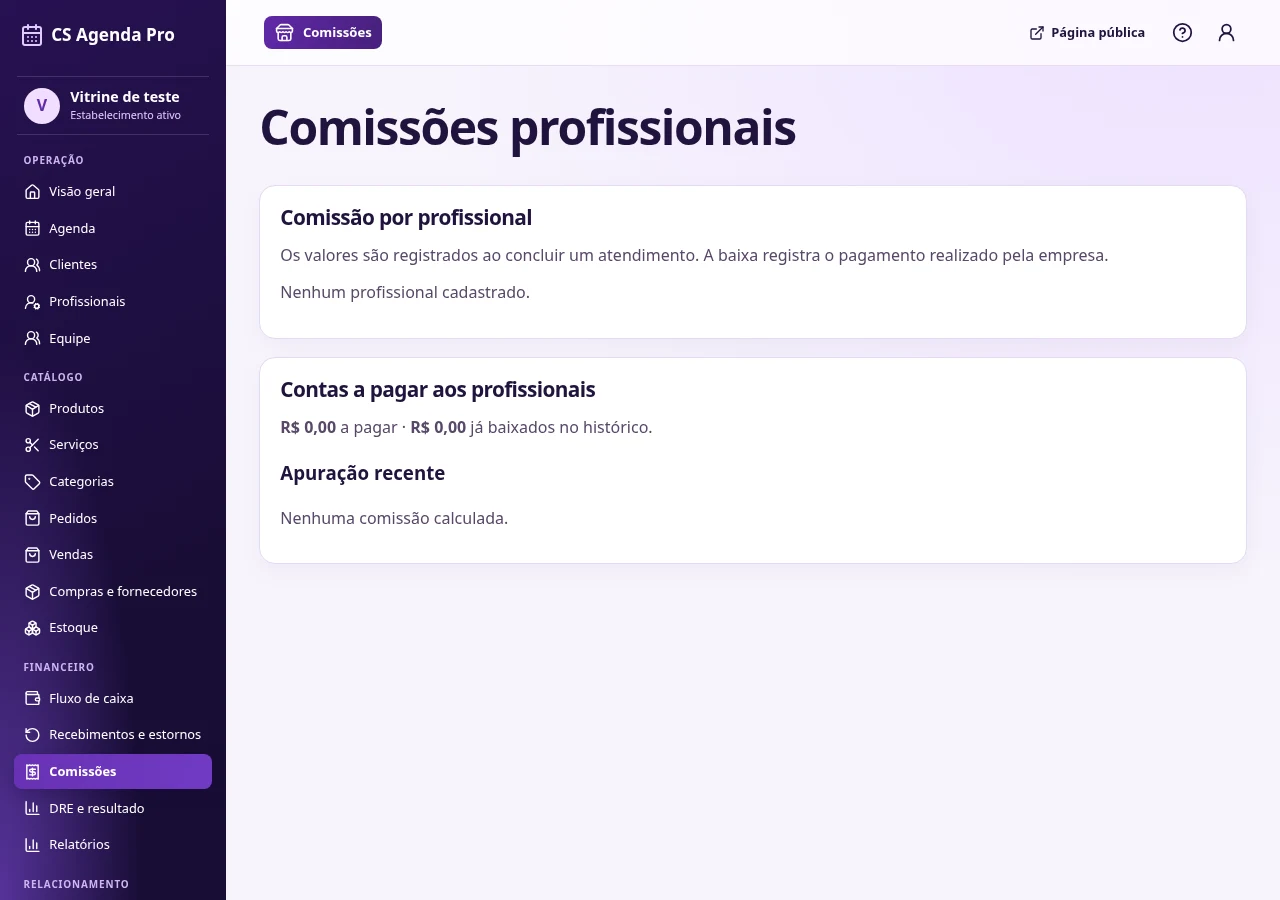 CS Agenda Pro
V
Vitrine de teste
Estabelecimento ativo
OPERAÇÃO
Visão geral
Agenda
Clientes
Profissionais
Equipe
CATÁLOGO
Produtos
Serviços
Categorias
Pedidos
Vendas
Compras e fornecedores
Estoque
FINANCEIRO
Fluxo de caixa
Recebimentos e estornos
Comissões
DRE e resultado
Relatórios
RELACIONAMENTO
Comissões
Página pública
Comissões profissionais
Comissão por profissional
Os valores são registrados ao concluir um atendimento. A baixa registra o pagamento realizado pela empresa.
Nenhum profissional cadastrado.
Contas a pagar aos profissionais
R$ 0,00 a pagar · R$ 0,00 já baixados no histórico.
Apuração recente
Nenhuma comissão calculada.